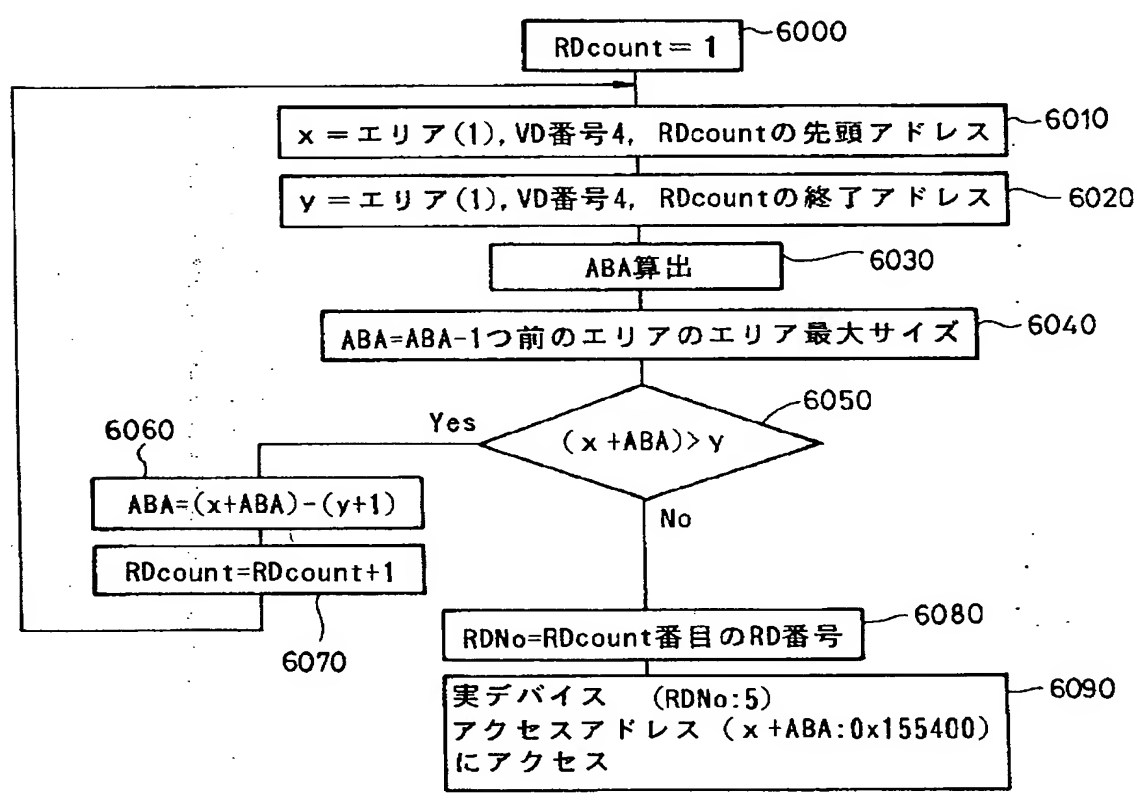 RDcount = 1
6000
x =エリア(1), VD番号4, RDcountの先頭アドレス
6010
y =エリア(1), VD番号4, RDcountの終了アドレス
6020
ABA算出
6030
ABA=ABA-1つ前のエリアのエリア最大サイズ
6040
(x+ABA)>y
6050
Yes
6060
No
ABA=(x+ABA)-(y+1)
RDcount=RDcount+1
6070
RDNo=RDcount番目のRD番号
6080
実デバイス (RDNo:5)
6090
アクセスアドレス (x+ABA:0x155400)
にアクセス